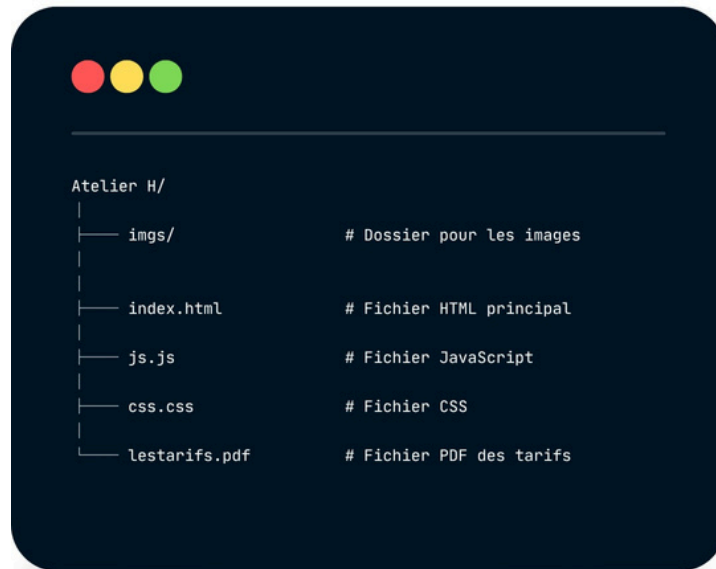 Atelier H/
imgs/ # Dossier pour les images
index.html # Fichier HTML principal
js.js # Fichier JavaScript
css.css # Fichier CSS
lestarifs.pdf # Fichier PDF des tarifs